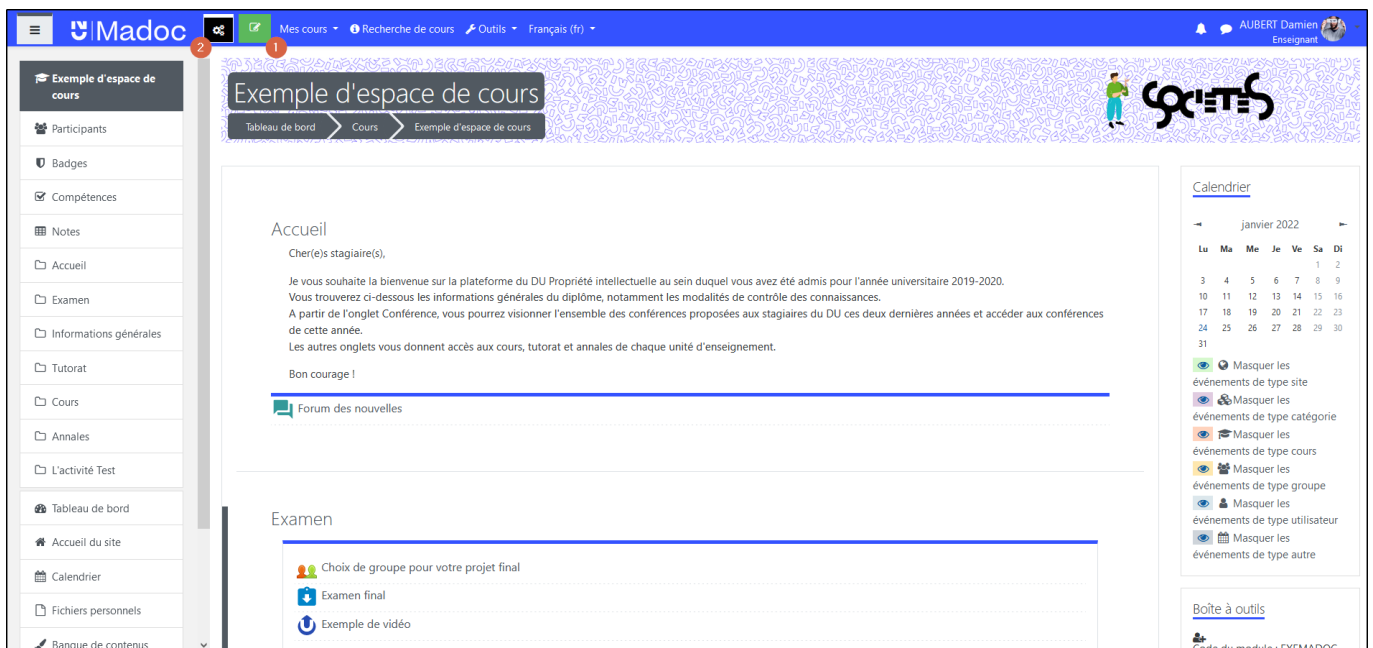 Madoc
Mes cours
Recherche de cours
Outils
Français (fr)
AUBERT Damien
Enseignant
2
1
Exemple d'espace de
cours
Participants
Badges
Compétences
Notes
Accueil
Examen
Informations générales
Tutorat
Cours
Annales
L'activité Test
Tableau de bord
Accueil du site
Calendrier
Fichiers personnels
Banque de contenus
Exemple d'espace de cours
Tableau de bord
Cours
Exemple d'espace de cours
SOCIETES
Accueil
Cher(e)s stagiaire(s),
Je vous souhaite la bienvenue sur la plateforme du DU Propriété intellectuelle au sein duquel vous avez été admis pour l'année universitaire 2019-2020.
Vous trouverez ci-dessous les informations générales du diplôme, notamment les modalités de contrôle des connaissances.
A partir de l'onglet Conférence, vous pourrez visionner l'ensemble des conférences proposées aux stagiaires du DU ces deux dernières années et accéder aux conférences
de cette année.
Les autres onglets vous donnent accès aux cours, tutorat et annales de chaque unité d'enseignement.
Bon courage !
Forum des nouvelles
Examen
Choix de groupe pour votre projet final
Examen final
Exemple de vidéo
Calendrier
janvier 2022
Lu Ma Me Je Ve Sa Di
1 2
3 4 5 6 7 8 9
10 11 12 13 14 15 16
17 18 19 20 21 22 23
24 25 26 27 28 29 30
31
Masquer les
événements de type site
Masquer les
événements de type catégorie
Masquer les
événements de type cours
Masquer les
événements de type groupe
Masquer les
événements de type utilisateur
Masquer les
événements de type autre
Boîte à outils
Code du module : EXEMADOC